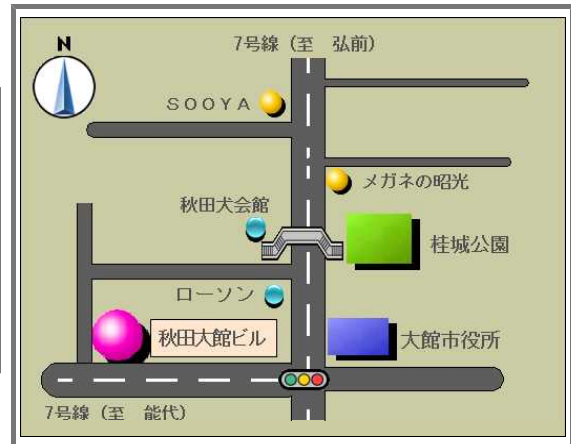 7号線（至　弘前）
N
ＳＯＯＹＡ
メガネの昭光
秋田犬会館
桂城公園
ローソン
秋田大館ビル
大館市役所
7号線（至　能代）